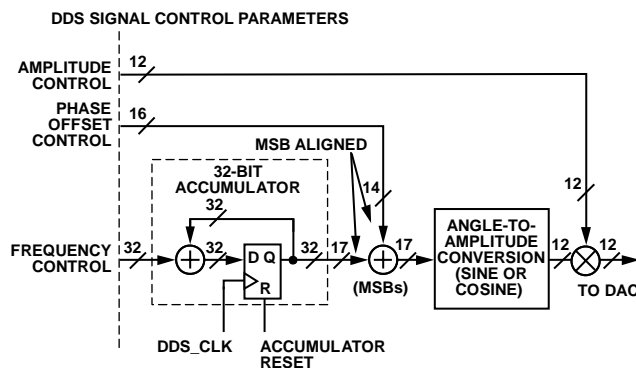 DDS SIGNAL CONTROL PARAMETERS
AMPLITUDE
CONTROL
12
PHASE
OFFSET
CONTROL
16
MSB ALIGNED
32-BIT
ACCUMULATOR
14
12
32
FREQUENCY
CONTROL
32
32
D Q
R
32
17
(MSBs)
17
ANGLE-TO-
AMPLITUDE
CONVERSION
(SINE OR
COSINE)
12
12
TO DAC
DDS_CLK
ACCUMULATOR
RESET